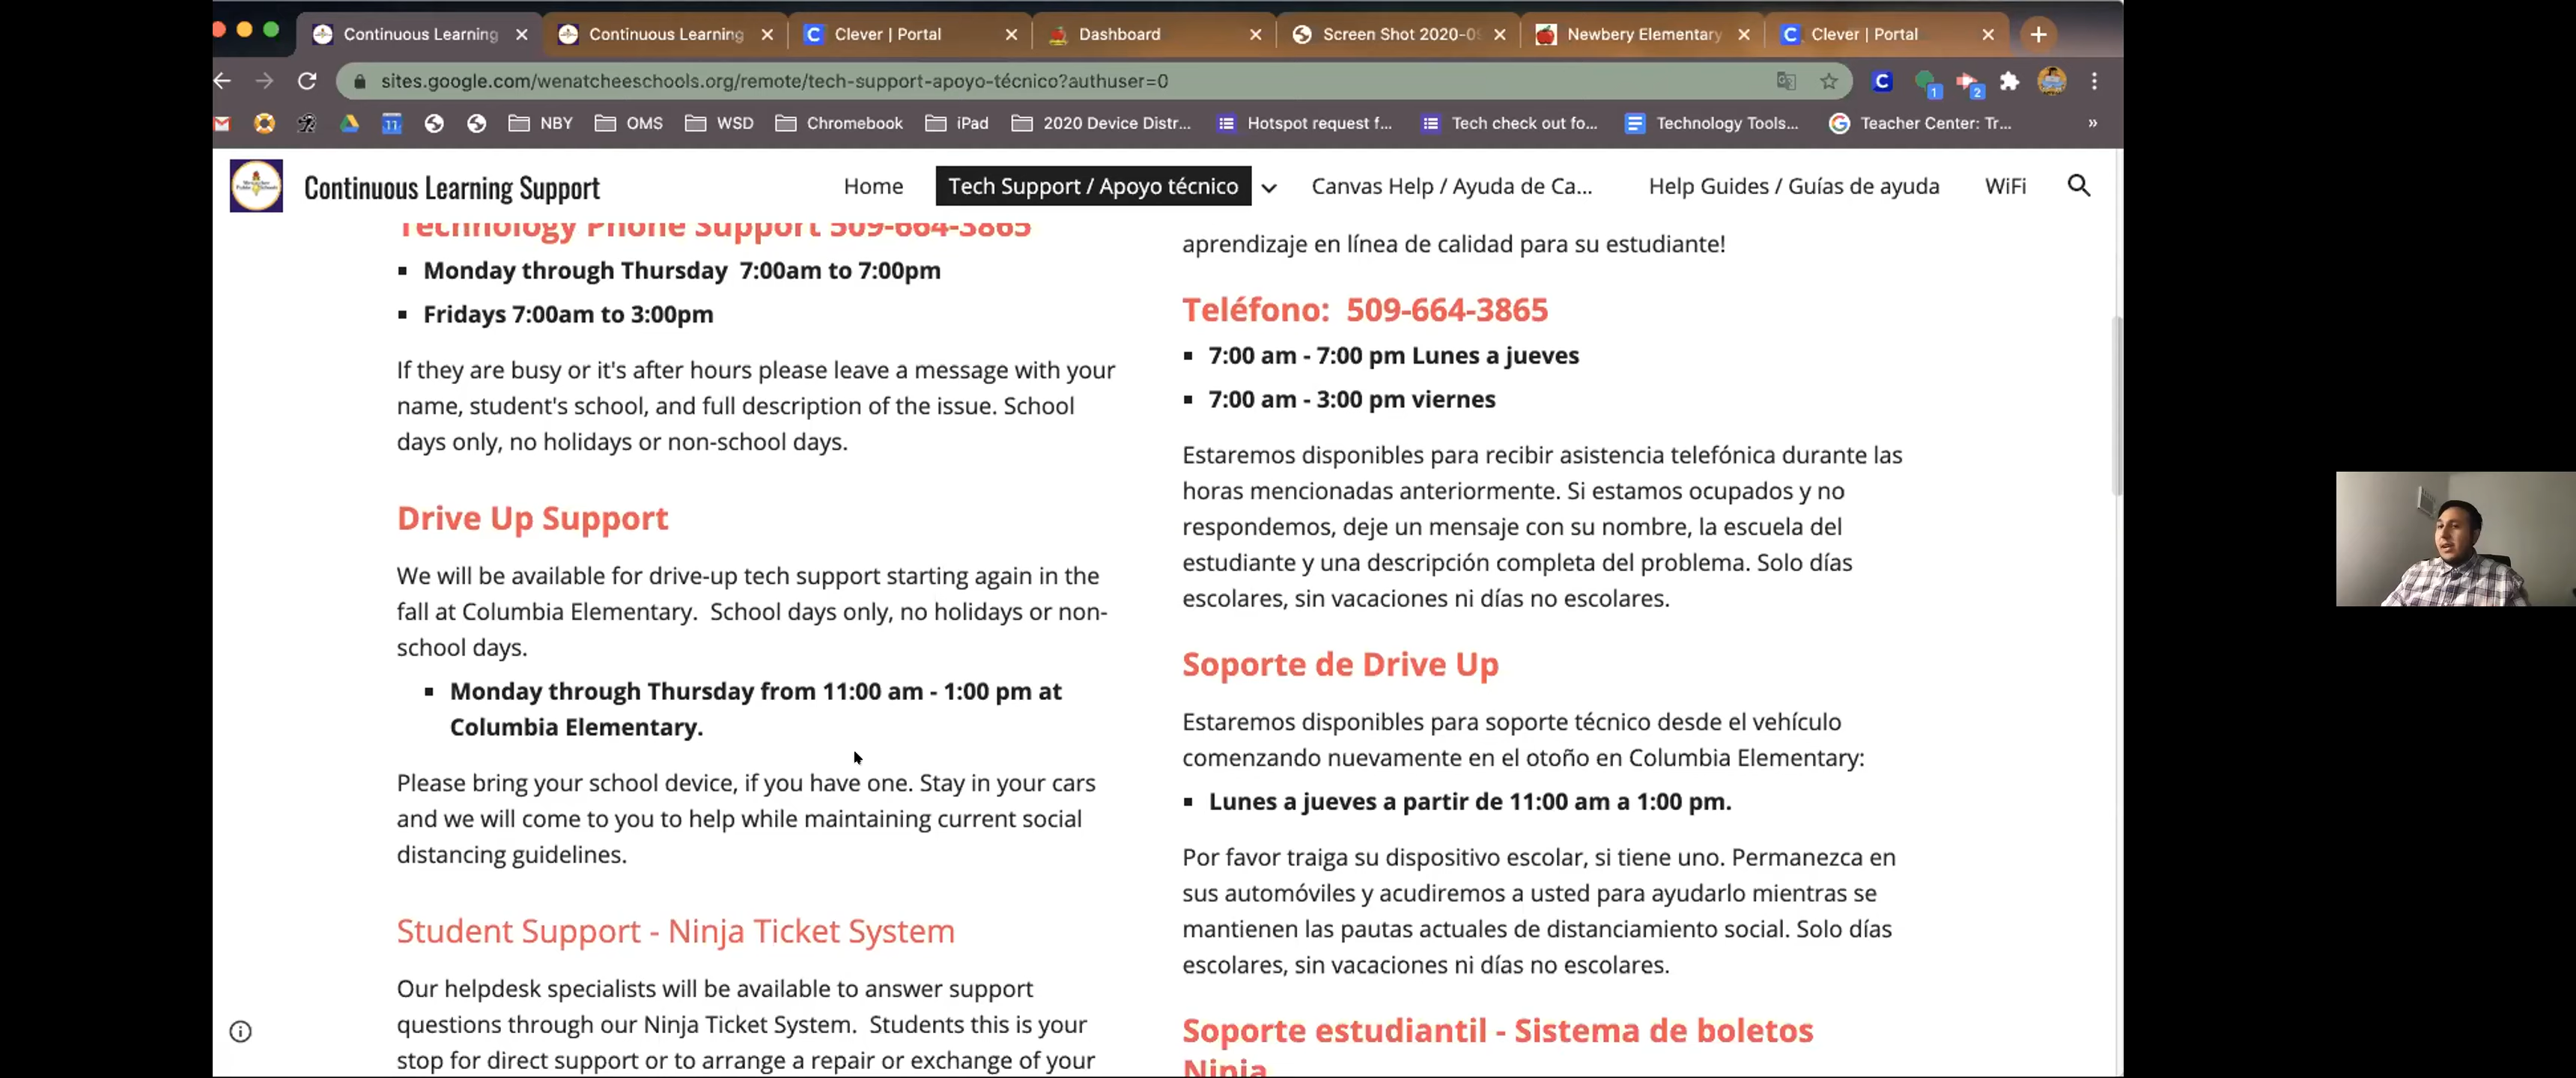 Continuous Learning
Continuous Learning
Clever | Portal
Dashboard
Screen Shot 2020-09
Newbery Elementary
Clever | Portal
sites.google.com/wenatcheeschools.org/remote/tech-support-apoyo-técnico?authuser=0
1
2
11
NBY
OMS
WSD
Chromebook
iPad
2020 Device Distr...
Hotspot request f...
Tech check out fo...
Technology Tools...
Teacher Center: Tr...
»
Continuous Learning Support
Home
Tech Support / Apoyo técnico
Canvas Help / Ayuda de Ca...
Help Guides / Guías de ayuda
WiFi
Technology Phone Support 509-664-3865
▪ Monday through Thursday 7:00am to 7:00pm
▪ Fridays 7:00am to 3:00pm
If they are busy or it's after hours please leave a message with your
name, student's school, and full description of the issue. School
days only, no holidays or non-school days.
Drive Up Support
We will be available for drive-up tech support starting again in the
fall at Columbia Elementary. School days only, no holidays or non-
school days.
▪ Monday through Thursday from 11:00 am - 1:00 pm at
Columbia Elementary.
Please bring your school device, if you have one. Stay in your cars
and we will come to you to help while maintaining current social
distancing guidelines.
Student Support - Ninja Ticket System
Our helpdesk specialists will be available to answer support
questions through our Ninja Ticket System. Students this is your
stop for direct support or to arrange a repair or exchange of your
aprendizaje en línea de calidad para su estudiante!
Teléfono: 509-664-3865
▪ 7:00 am - 7:00 pm Lunes a jueves
▪ 7:00 am - 3:00 pm viernes
Estaremos disponibles para recibir asistencia telefónica durante las
horas mencionadas anteriormente. Si estamos ocupados y no
respondemos, deje un mensaje con su nombre, la escuela del
estudiante y una descripción completa del problema. Solo días
escolares, sin vacaciones ni días no escolares.
Soporte de Drive Up
Estaremos disponibles para soporte técnico desde el vehículo
comenzando nuevamente en el otoño en Columbia Elementary:
▪ Lunes a jueves a partir de 11:00 am a 1:00 pm.
Por favor traiga su dispositivo escolar, si tiene uno. Permanezca en
sus automóviles y acudiremos a usted para ayudarlo mientras se
mantienen las pautas actuales de distanciamiento social. Solo días
escolares, sin vacaciones ni días no escolares.
Soporte estudiantil - Sistema de boletos
Ninja